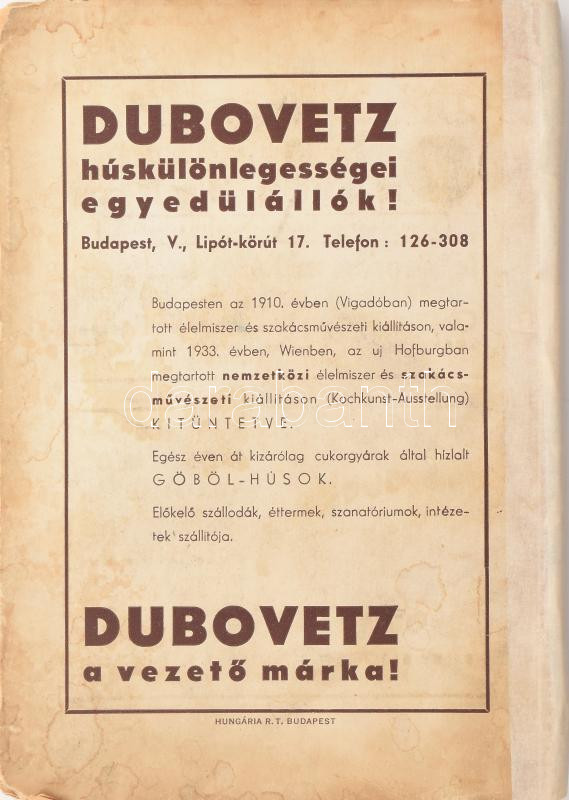 DUBOVETZ
húskülönlegességei
egyedülállók!
Budapest, V., Lipót-körút 17. Telefon: 126-308
Budapesten az 1910. évben (Vigadóban) megtar-
tott élelmiszer és szakácsművészeti kiállításon, vala-
mint 1933. évben, Wienben, az uj Hofburgban
megtartott nemzetközi élelmiszer és szakács-
művészeti kiállításon (Kochkunst-Ausstellung)
KITÜNTETVE.
Egész éven át kizárólag cukorgyárak által hízlalt
GÖBÖL-HÚSOK.
Előkelő szállodák, éttermek, szanatóriumok, intéze-
tek szállítója.
DUBOVETZ
a vezető márka!
HUNGÁRIA R. T. BUDAPEST
darabanth